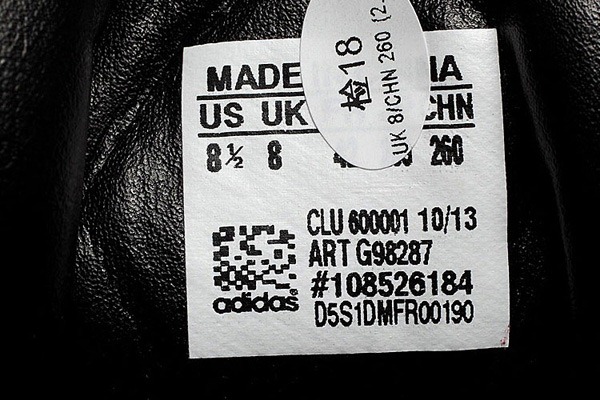 MADE
US UK CHN
8½ 8 260
检18
UK 8/CHN 260 (2
CLU 600001 10/13
ART G98287
#108526184
D5S1DMFR00190
adidas